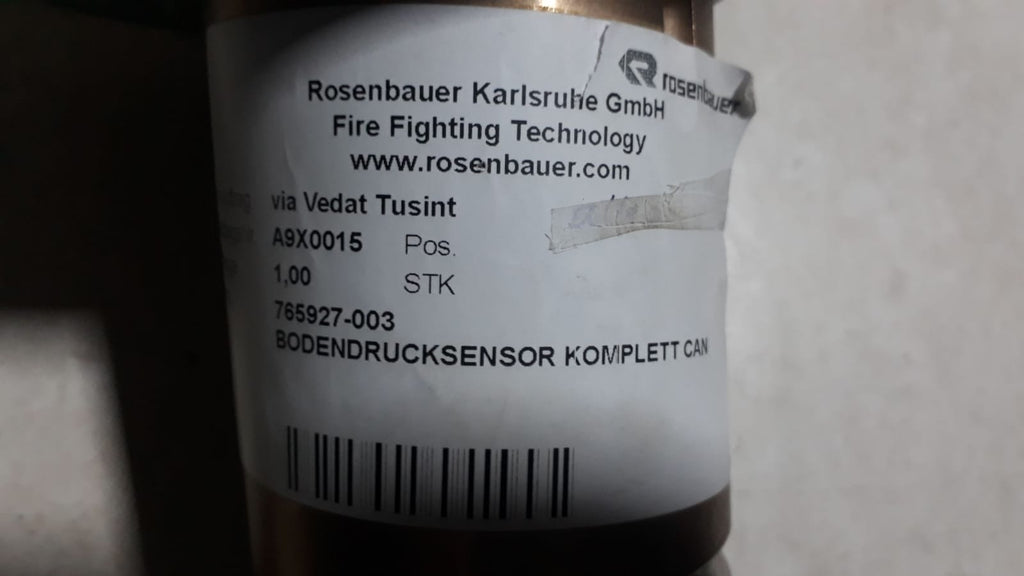 rosenbauer
Rosenbauer Karlsruhe GmbH
Fire Fighting Technology
www.rosenbauer.com
via Vedat Tusint
A9X0015 Pos.
1,00 STK
765927-003
BODENDRUCKSENSOR KOMPLETT CAN